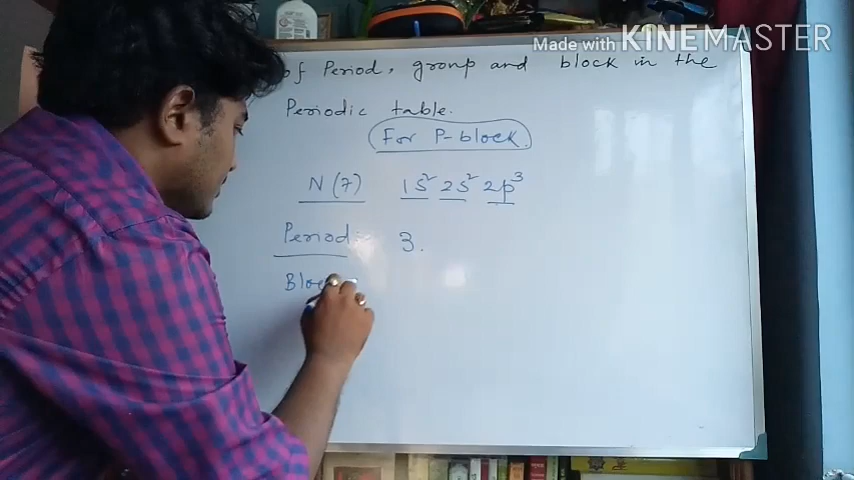 Made with KINEMASTER
of Period, group and block in the
Periodic table.
For P-block.
N (7) 1s² 2s² 2p³
Period:- 3.